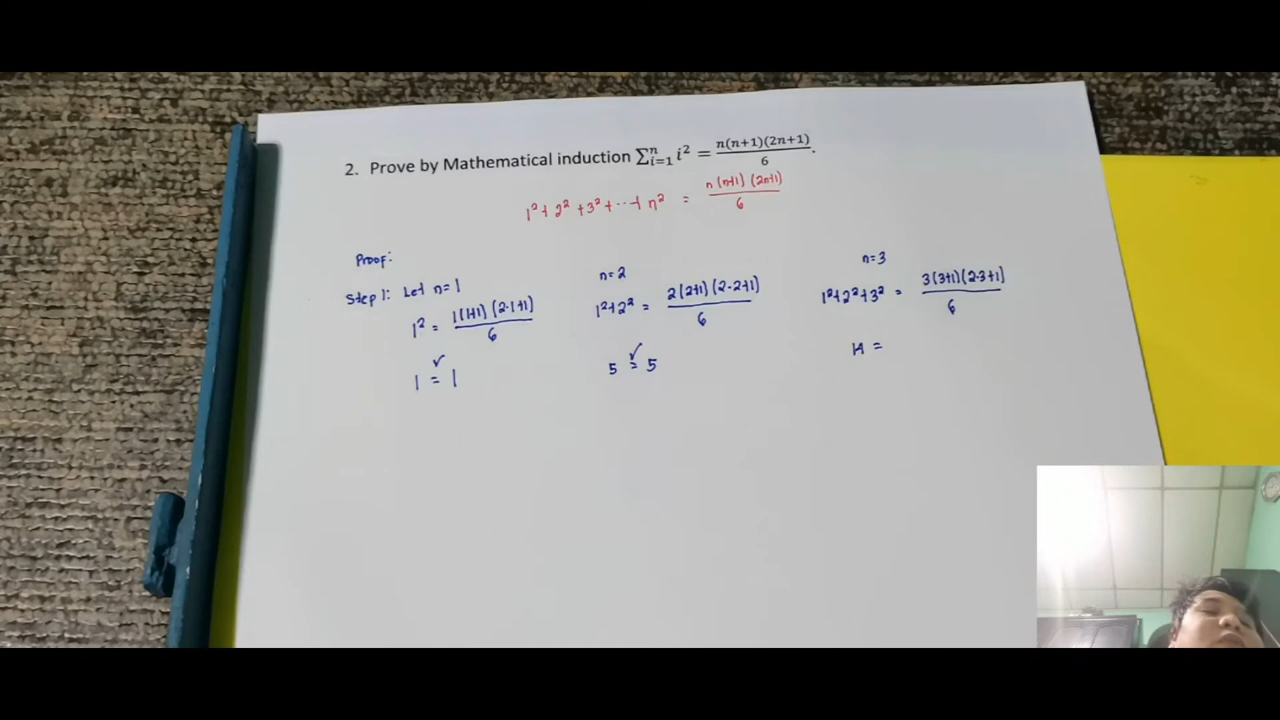 2. Prove by Mathematical induction ∑ⁿᵢ₌₁ i² = n(n+1)(2n+1)/6.
1² + 2² + 3² + ⋯ + n² = n(n+1)(2n+1)/6
Proof:
Step 1: Let n=1
1² = 1(1+1)(2·1+1)/6
1 = 1 ✓
n=2
1²+2² = 2(2+1)(2·2+1)/6
5 = 5 ✓
n=3
1²+2²+3² = 3(3+1)(2·3+1)/6
14 =